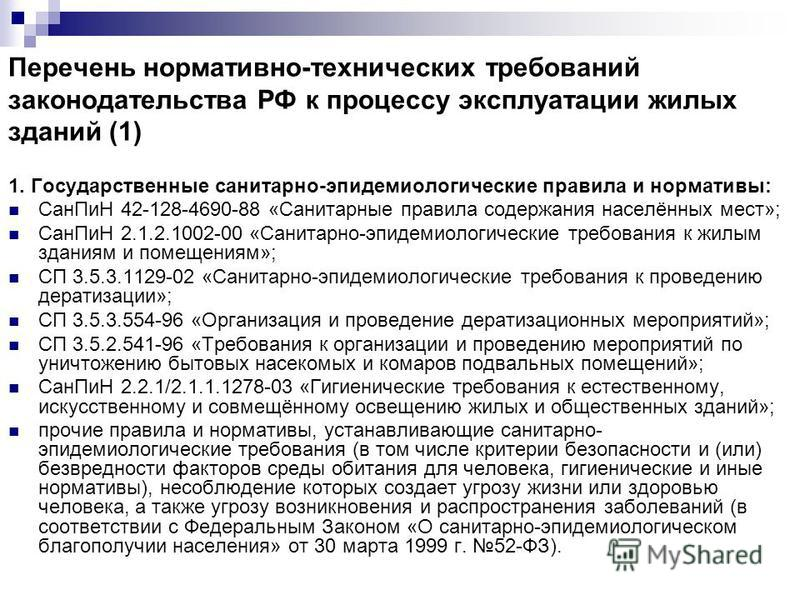 Перечень нормативно-технических требований
законодательства РФ к процессу эксплуатации жилых
зданий (1)
1. Государственные санитарно-эпидемиологические правила и нормативы:
СанПиН 42-128-4690-88 «Санитарные правила содержания населённых мест»;
СанПиН 2.1.2.1002-00 «Санитарно-эпидемиологические требования к жилым
зданиям и помещениям»;
СП 3.5.3.1129-02 «Санитарно-эпидемиологические требования к проведению
дератизации»;
СП 3.5.3.554-96 «Организация и проведение дератизационных мероприятий»;
СП 3.5.2.541-96 «Требования к организации и проведению мероприятий по
уничтожению бытовых насекомых и комаров подвальных помещений»;
СанПиН 2.2.1/2.1.1.1278-03 «Гигиенические требования к естественному,
искусственному и совмещённому освещению жилых и общественных зданий»;
прочие правила и нормативы, устанавливающие санитарно-
эпидемиологические требования (в том числе критерии безопасности и (или)
безвредности факторов среды обитания для человека, гигиенические и иные
нормативы), несоблюдение которых создает угрозу жизни или здоровью
человека, а также угрозу возникновения и распространения заболеваний (в
соответствии с Федеральным Законом «О санитарно-эпидемиологическом
благополучии населения» от 30 марта 1999 г. №52-ФЗ).
MyShared